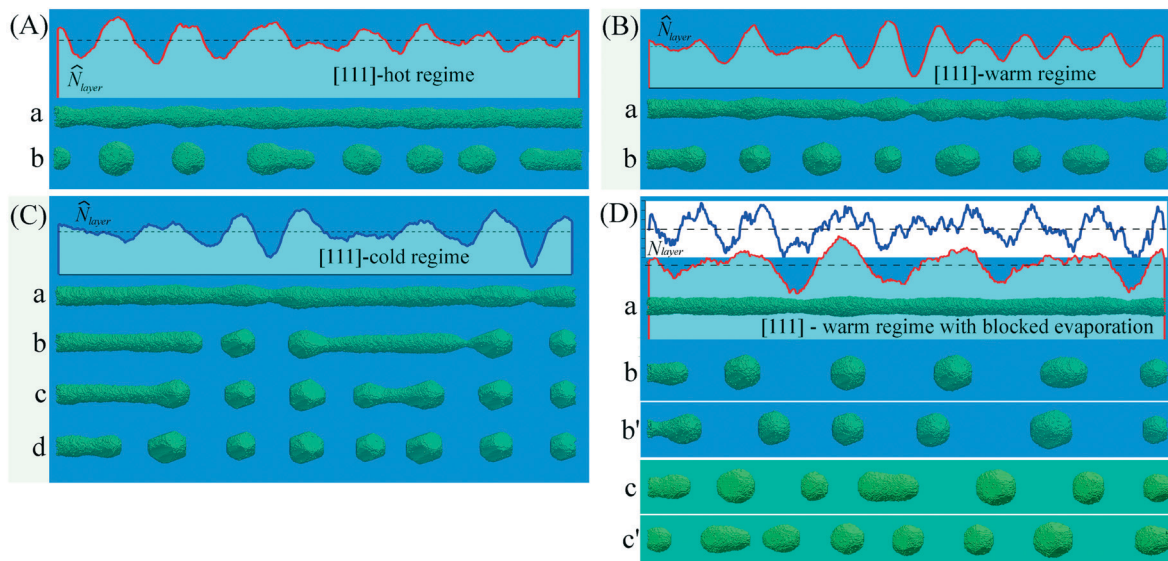 (A)
N̂layer
[111]-hot regime
a
b
(B)
N̂layer
[111]-warm regime
a
b
(C)
N̂layer
[111]-cold regime
a
b
c
d
(D)
Nlayer
a
[111] - warm regime with blocked evaporation
b
b'
c
c'